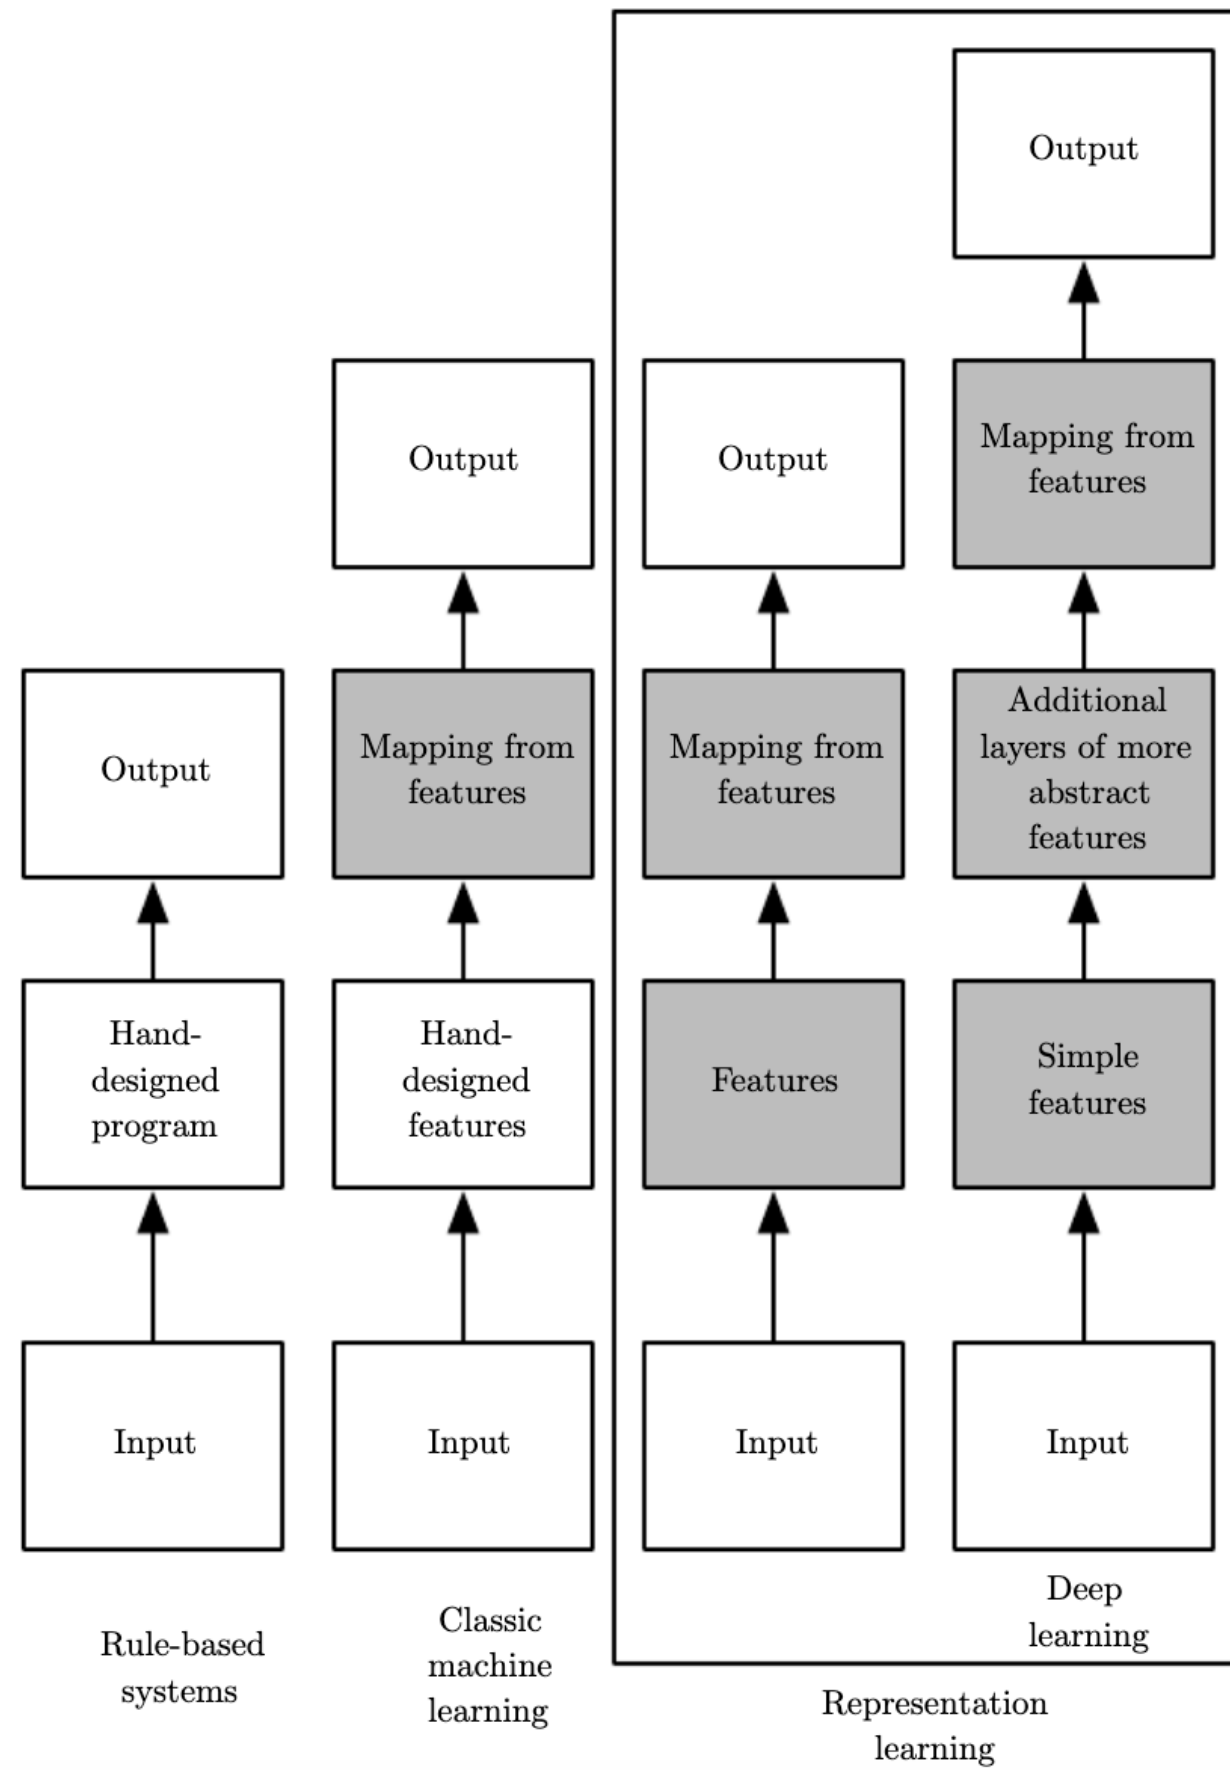 Output
Mapping from
features
Additional
layers of more
abstract
features
Simple
features
Input
Deep
learning
Output
Mapping from
features
Features
Input
Representation
learning
Output
Mapping from
features
Hand-
designed
features
Input
Classic
machine
learning
Output
Hand-
designed
program
Input
Rule-based
systems